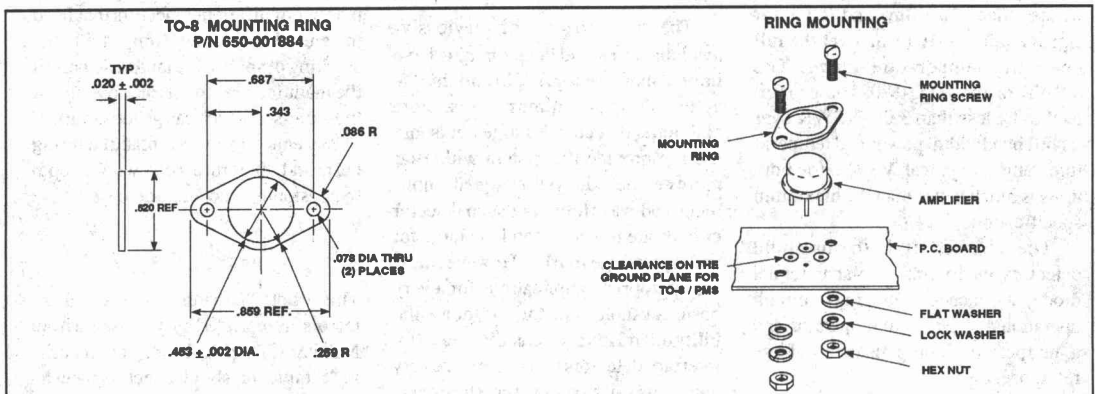 TO-8 MOUNTING RING
P/N 650-001884
TYP
.020 ± .002
.687
.343
.086 R
.520 REF
.078 DIA THRU
(2) PLACES
.859 REF.
.453 ± .002 DIA.
.259 R
RING MOUNTING
MOUNTING
RING SCREW
MOUNTING
RING
AMPLIFIER
P.C. BOARD
CLEARANCE ON THE
GROUND PLANE FOR
TO-8 / PMS
FLAT WASHER
LOCK WASHER
HEX NUT